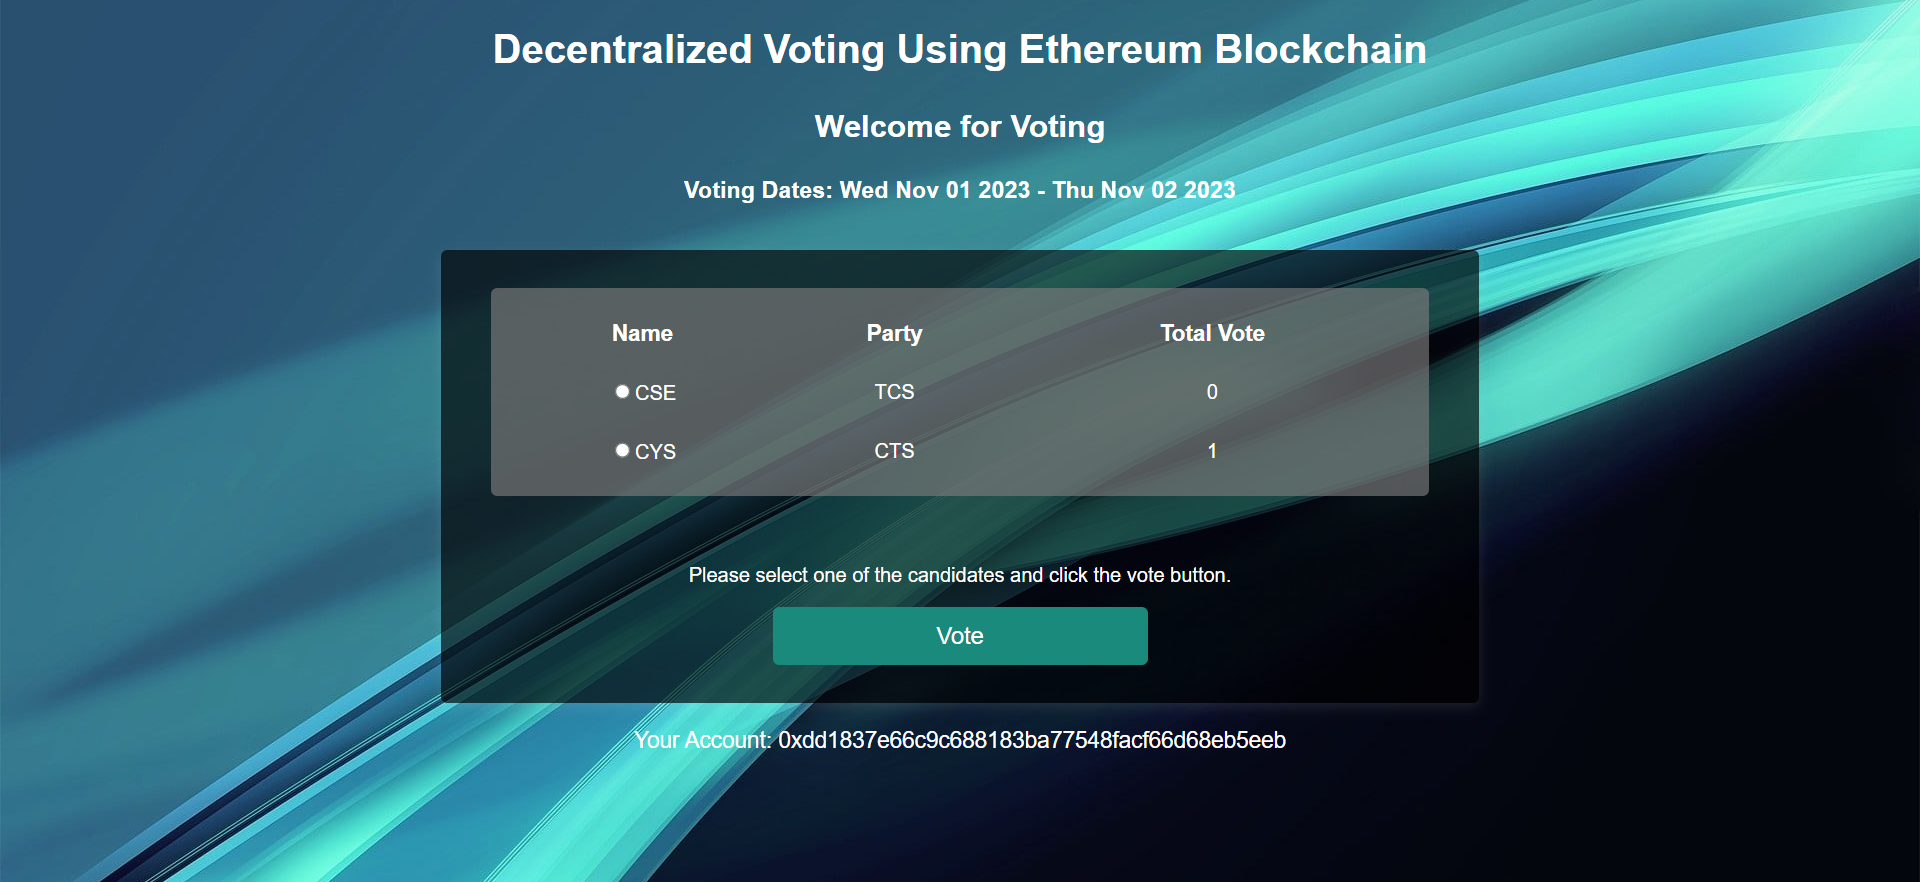 Decentralized Voting Using Ethereum Blockchain
Welcome for Voting
Voting Dates: Wed Nov 01 2023 - Thu Nov 02 2023
Name Party Total Vote
CSE TCS 0
CYS CTS 1
Please select one of the candidates and click the vote button.
Vote
Your Account: 0xdd1837e66c9c688183ba77548facf66d68eb5eeb